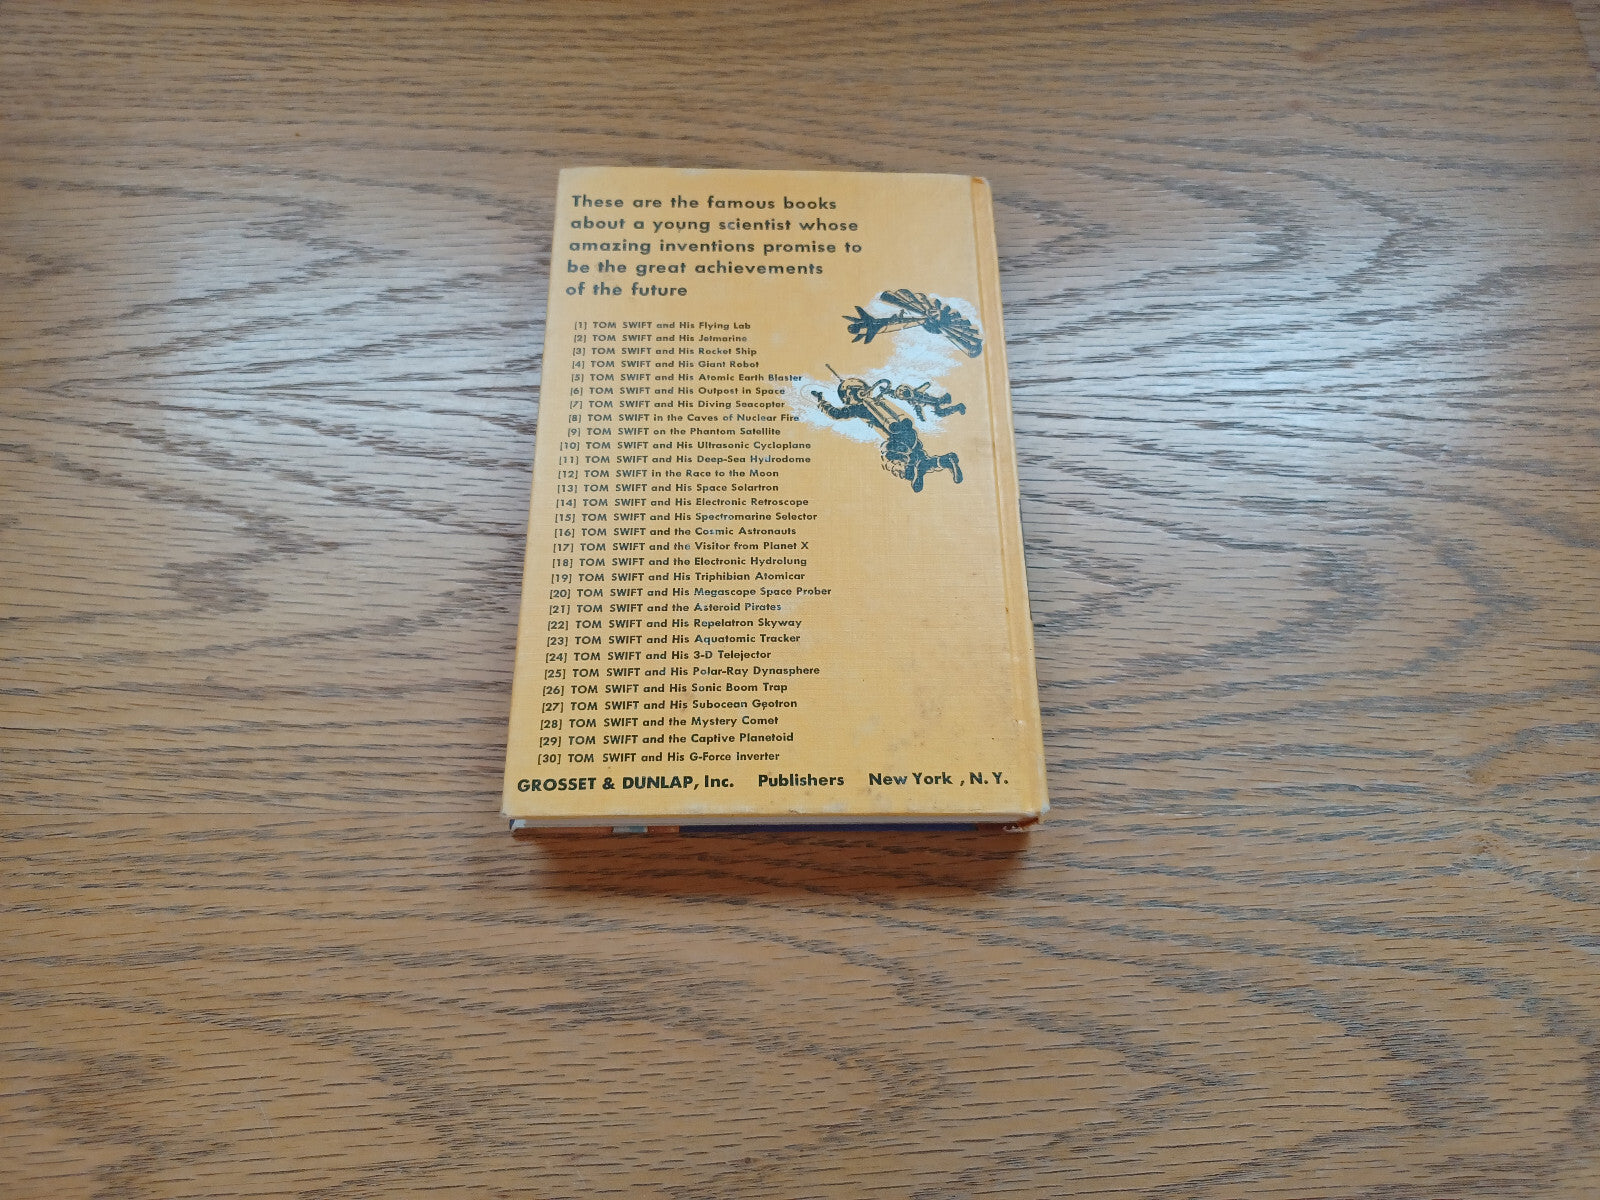 These are the famous books
about a young scientist whose
amazing inventions promise to
be the great achievements
of the future
[1] TOM SWIFT and His Flying Lab
[2] TOM SWIFT and His Jetmarine
[3] TOM SWIFT and His Rocket Ship
[4] TOM SWIFT and His Giant Robot
[5] TOM SWIFT and His Atomic Earth Blaster
[6] TOM SWIFT and His Outpost in Space
[7] TOM SWIFT and His Diving Seacopter
[8] TOM SWIFT in the Caves of Nuclear Fire
[9] TOM SWIFT on the Phantom Satellite
[10] TOM SWIFT and His Ultrasonic Cycloplane
[11] TOM SWIFT and His Deep-Sea Hydrodome
[12] TOM SWIFT in the Race to the Moon
[13] TOM SWIFT and His Space Solartron
[14] TOM SWIFT and His Electronic Retroscope
[15] TOM SWIFT and His Spectromarine Selector
[16] TOM SWIFT and the Cosmic Astronauts
[17] TOM SWIFT and the Visitor from Planet X
[18] TOM SWIFT and the Electronic Hydrolung
[19] TOM SWIFT and His Triphibian Atomicar
[20] TOM SWIFT and His Megascope Space Prober
[21] TOM SWIFT and the Asteroid Pirates
[22] TOM SWIFT and His Repelatron Skyway
[23] TOM SWIFT and His Aquatomic Tracker
[24] TOM SWIFT and His 3-D Telejector
[25] TOM SWIFT and His Polar-Ray Dynasphere
[26] TOM SWIFT and His Sonic Boom Trap
[27] TOM SWIFT and His Subocean Geotron
[28] TOM SWIFT and the Mystery Comet
[29] TOM SWIFT and the Captive Planetoid
[30] TOM SWIFT and His G-Force Inverter
GROSSET & DUNLAP, Inc. Publishers New York , N. Y.